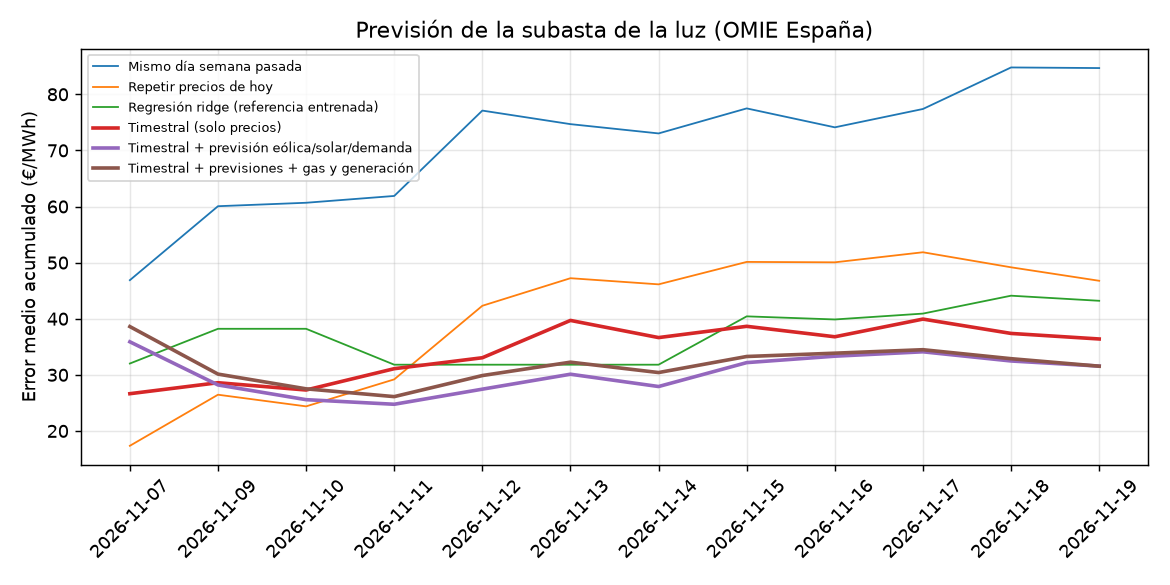 Previsión de la subasta de la luz (OMIE España)
Error medio acumulado (€/MWh)
80
70
60
50
40
30
20
Mismo día semana pasada
Repetir precios de hoy
Regresión ridge (referencia entrenada)
Timestral (solo precios)
Timestral + previsión eólica/solar/demanda
Timestral + previsiones + gas y generación
2026-11-07
2026-11-09
2026-11-10
2026-11-11
2026-11-12
2026-11-13
2026-11-14
2026-11-15
2026-11-16
2026-11-17
2026-11-18
2026-11-19